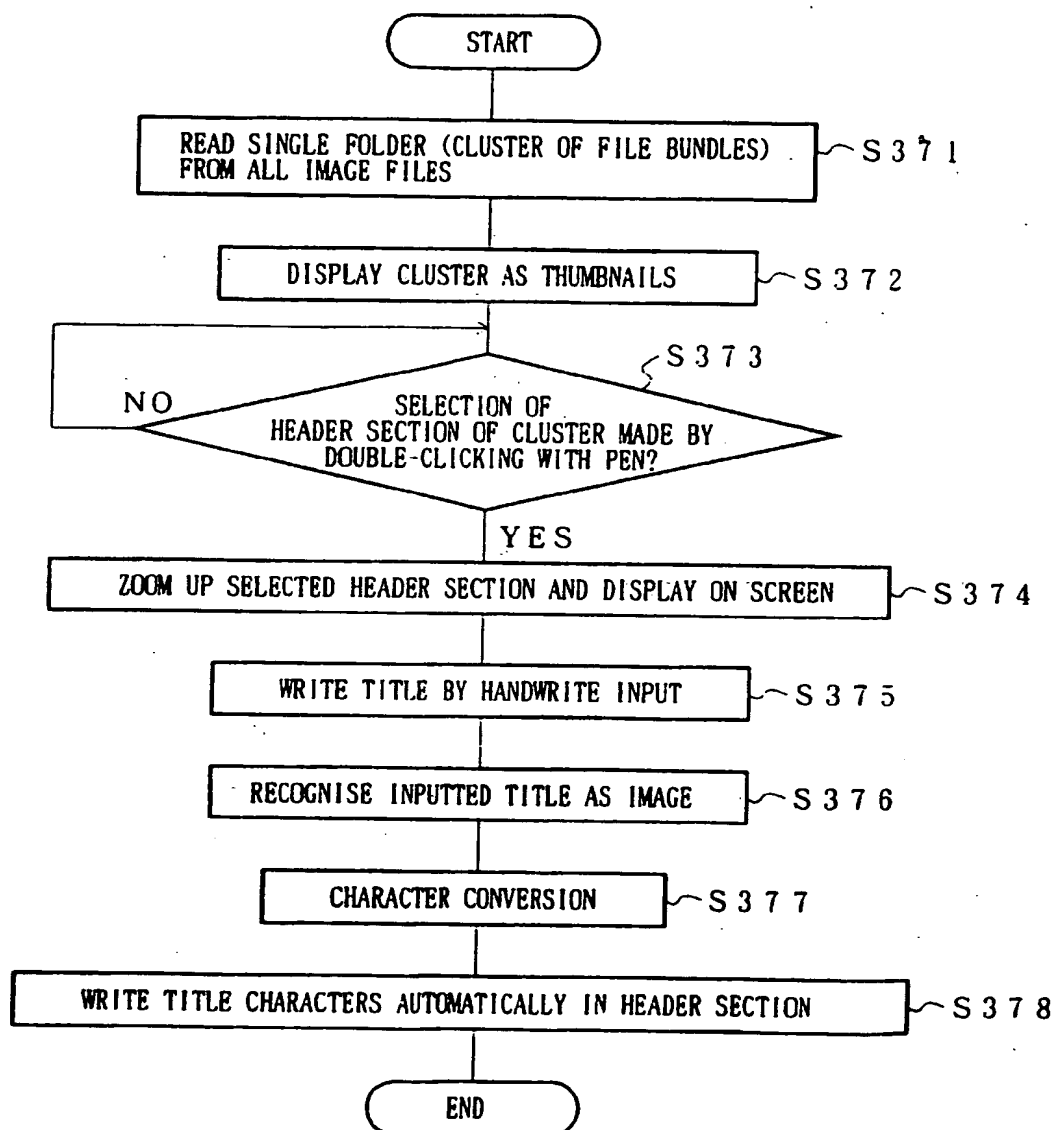 START
READ SINGLE FOLDER (CLUSTER OF FILE BUNDLES)
FROM ALL IMAGE FILES
S371
DISPLAY CLUSTER AS THUMBNAILS
S372
S373
NO
SELECTION OF
HEADER SECTION OF CLUSTER MADE BY
DOUBLE-CLICKING WITH PEN?
YES
ZOOM UP SELECTED HEADER SECTION AND DISPLAY ON SCREEN
S374
WRITE TITLE BY HANDWRITE INPUT
S375
RECOGNISE INPUTTED TITLE AS IMAGE
S376
CHARACTER CONVERSION
S377
WRITE TITLE CHARACTERS AUTOMATICALLY IN HEADER SECTION
S378
END